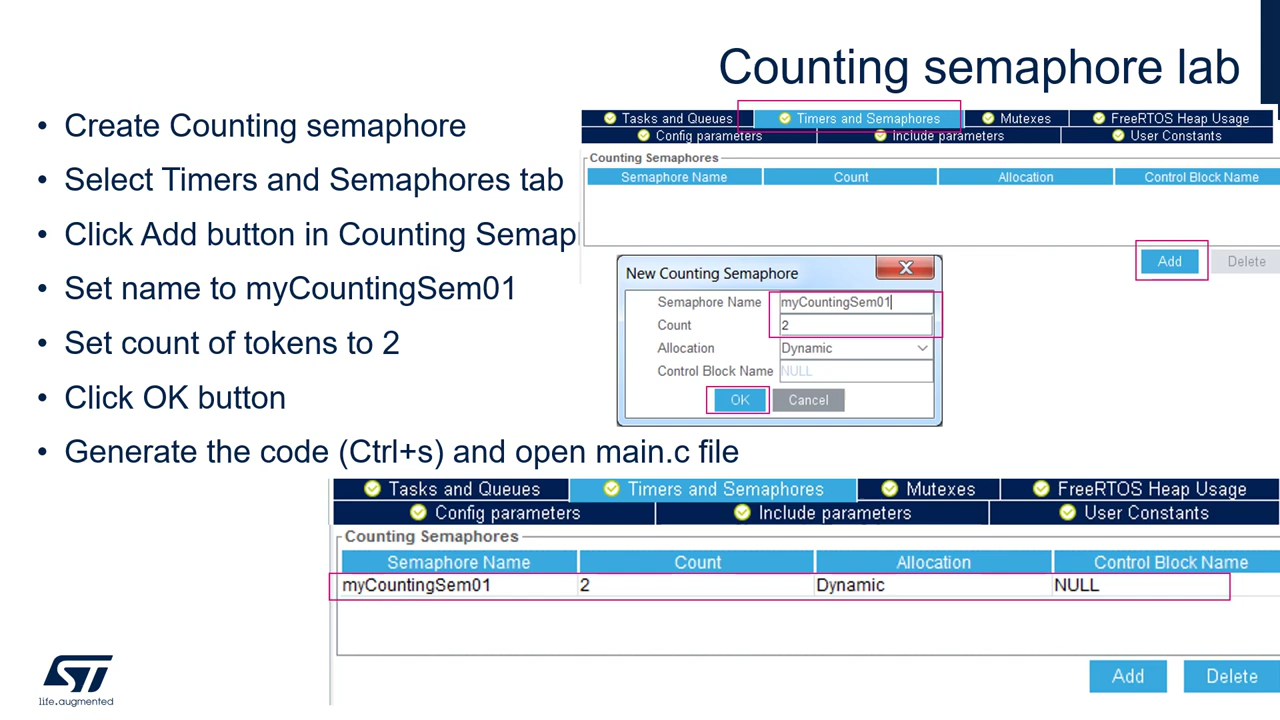 Counting semaphore lab
• Create Counting semaphore
• Select Timers and Semaphores tab
• Click Add button in Counting Semap
• Set name to myCountingSem01
• Set count of tokens to 2
• Click OK button
• Generate the code (Ctrl+s) and open main.c file
Tasks and Queues Timers and Semaphores Mutexes FreeRTOS Heap Usage
Config parameters Include parameters User Constants
Counting Semaphores
Semaphore Name Count Allocation Control Block Name
Add Delete
New Counting Semaphore
Semaphore Name myCountingSem01
Count 2
Allocation Dynamic
Control Block Name NULL
OK Cancel
Tasks and Queues Timers and Semaphores Mutexes FreeRTOS Heap Usage
Config parameters Include parameters User Constants
Counting Semaphores
Semaphore Name Count Allocation Control Block Name
myCountingSem01 2 Dynamic NULL
Add Delete
ST
life.augmented